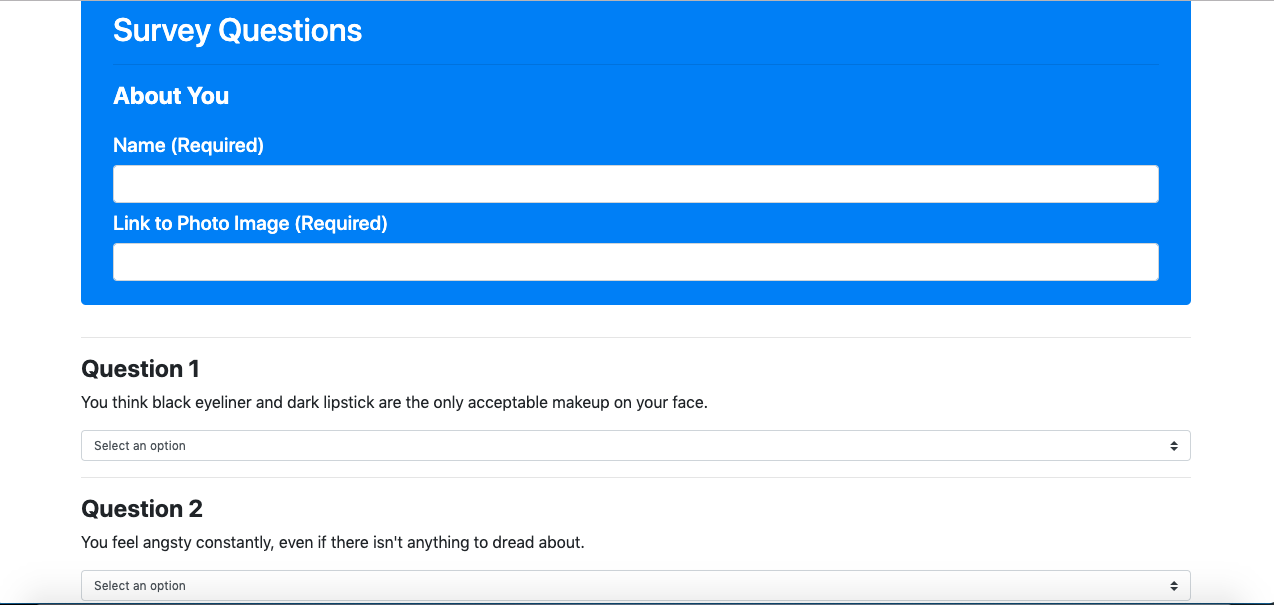 Survey Questions
About You
Name (Required)
Link to Photo Image (Required)
Question 1
You think black eyeliner and dark lipstick are the only acceptable makeup on your face.
Select an option
Question 2
You feel angsty constantly, even if there isn't anything to dread about.
Select an option